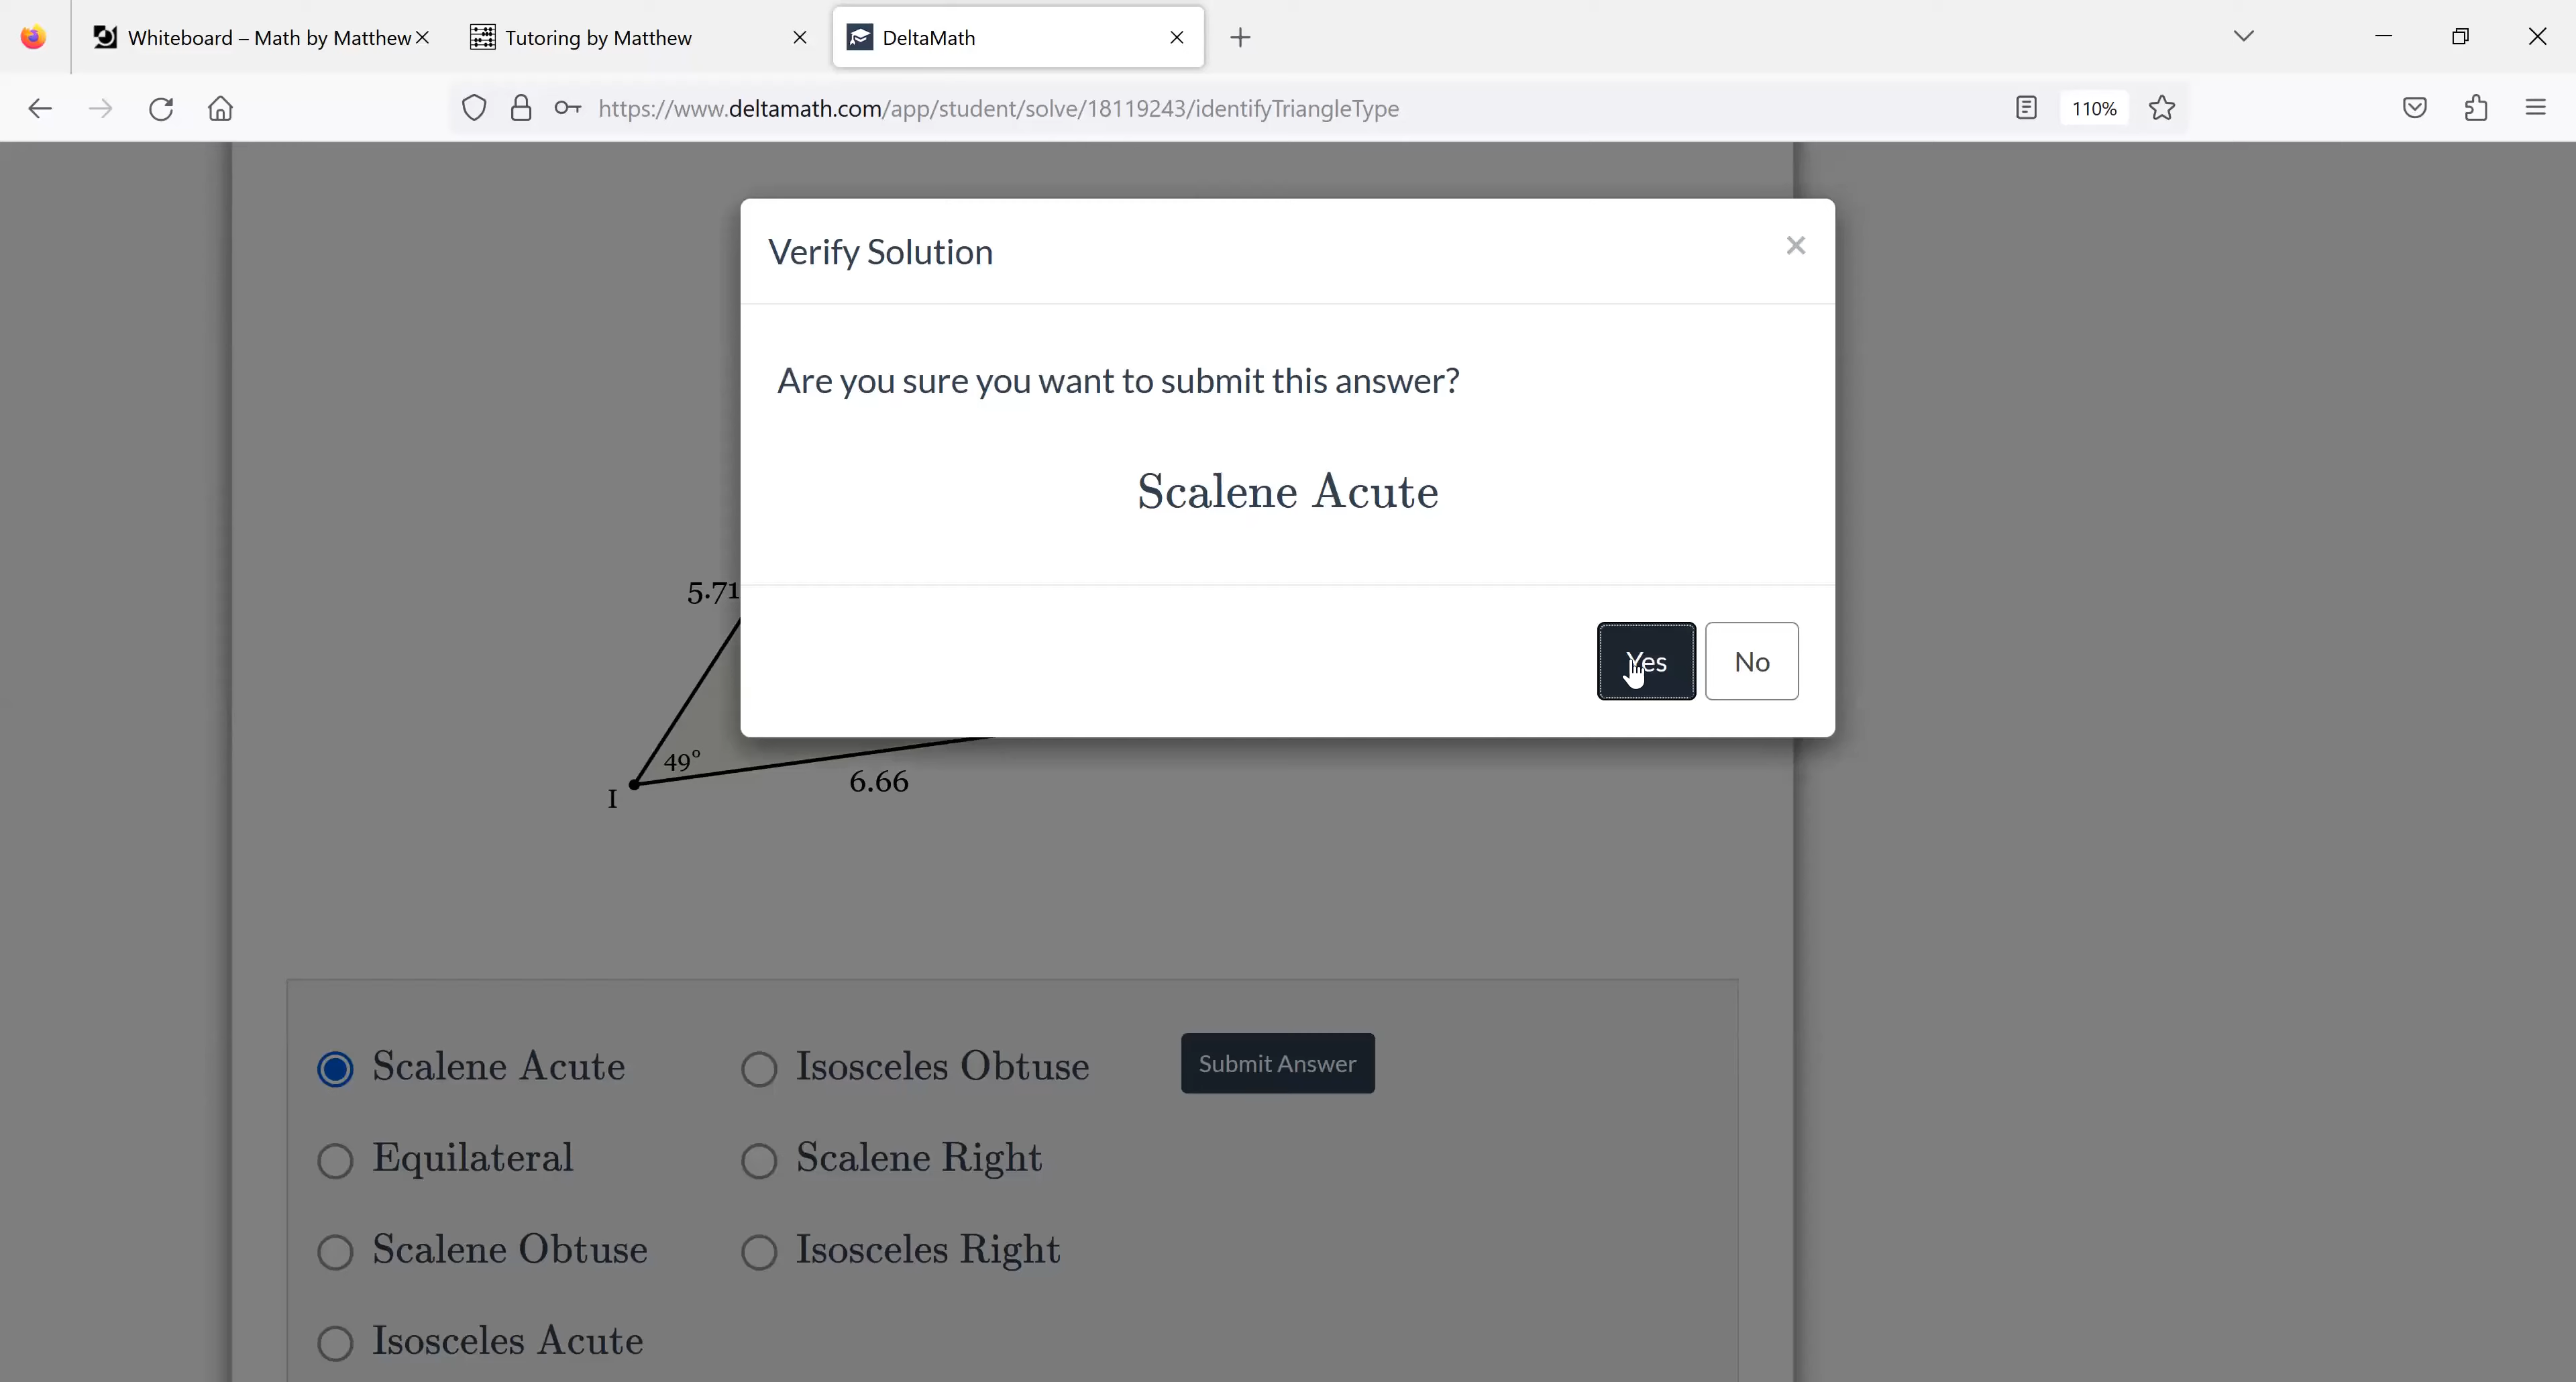 Whiteboard – Math by Matthew
Tutoring by Matthew
DeltaMath
https://www.deltamath.com/app/student/solve/18119243/identifyTriangleType
110%
Verify Solution
Are you sure you want to submit this answer?
Scalene Acute
Yes
No
5.71
49°
6.66
I
Scalene Acute
Isosceles Obtuse
Submit Answer
Equilateral
Scalene Right
Scalene Obtuse
Isosceles Right
Isosceles Acute